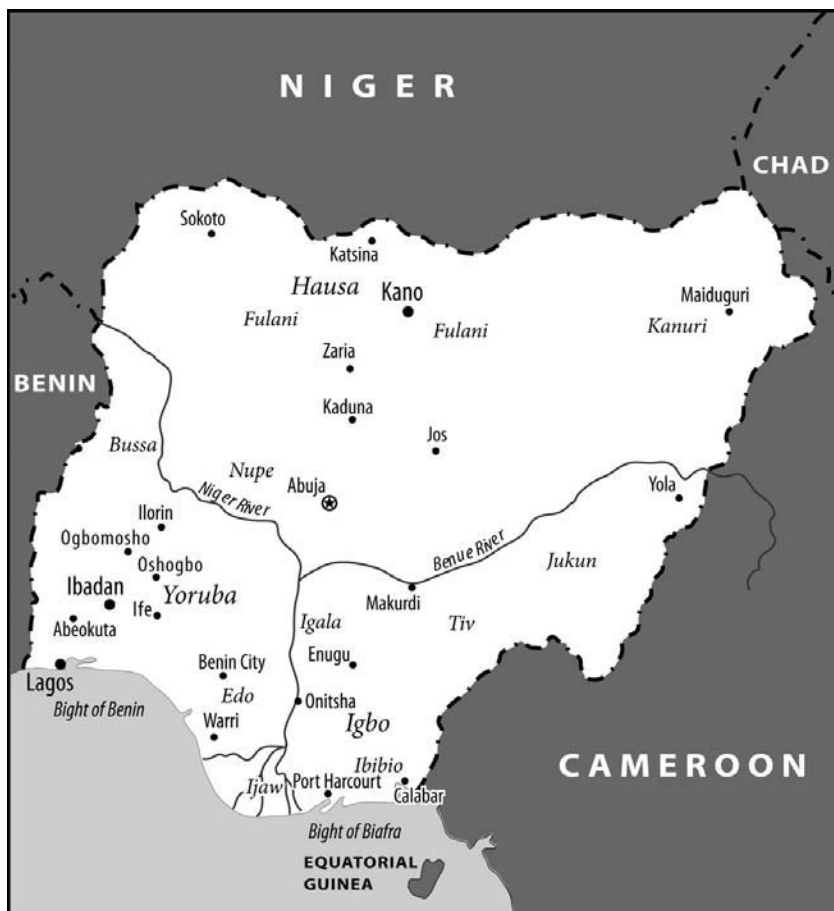 NIGER
CHAD
Sokoto
Katsina
Hausa
Kano
Maiduguri
Fulani
Fulani
Kanuri
Zaria
BENIN
Kaduna
Bussa
Jos
Nupe
Abuja
Niger River
Yola
Ilorin
Ogbomosho
Benue River
Oshogbo
Jukun
Ibadan
Yoruba
Makurdi
Ife
Igala
Tiv
Abeokuta
Enugu
Benin City
Lagos
Edo
Onitsha
Bight of Benin
Warri
Igbo
Ibibio
CAMEROON
Ijaw
Port Harcourt
Calabar
Bight of Biafra
EQUATORIAL
GUINEA